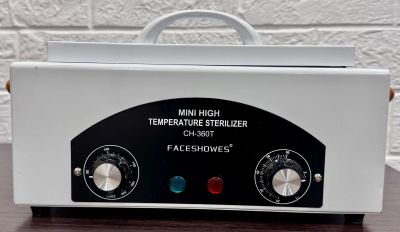 MINI HIGH
TEMPERATURE STERILIZER
CH-360T
FACESHOWES®